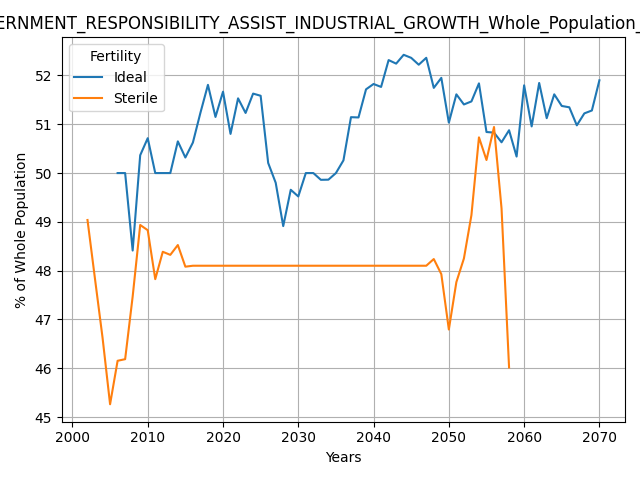 ERNMENT_RESPONSIBILITY_ASSIST_INDUSTRIAL_GROWTH_Whole_Population_
Fertility
Ideal
Sterile
% of Whole Population
52
51
50
49
48
47
46
45
2000 2010 2020 2030 2040 2050 2060 2070
Years